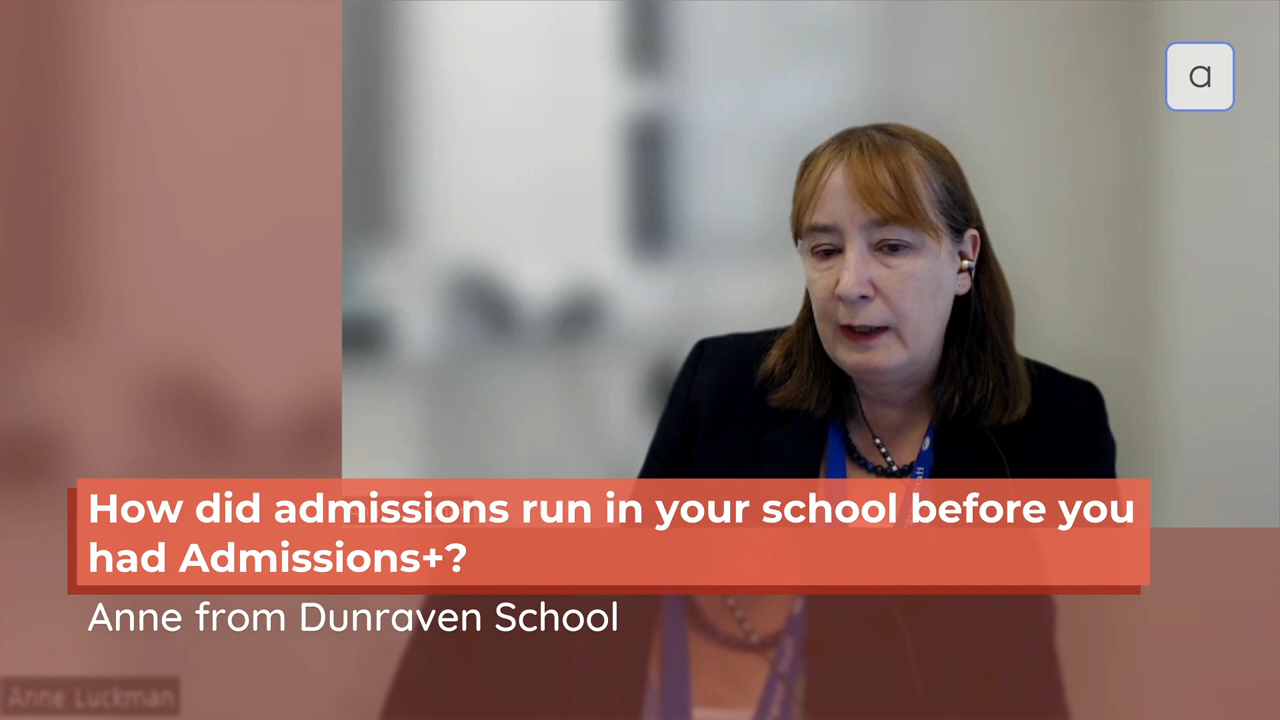 a
How did admissions run in your school before you
had Admissions+?
Anne from Dunraven School
Anne Luckman